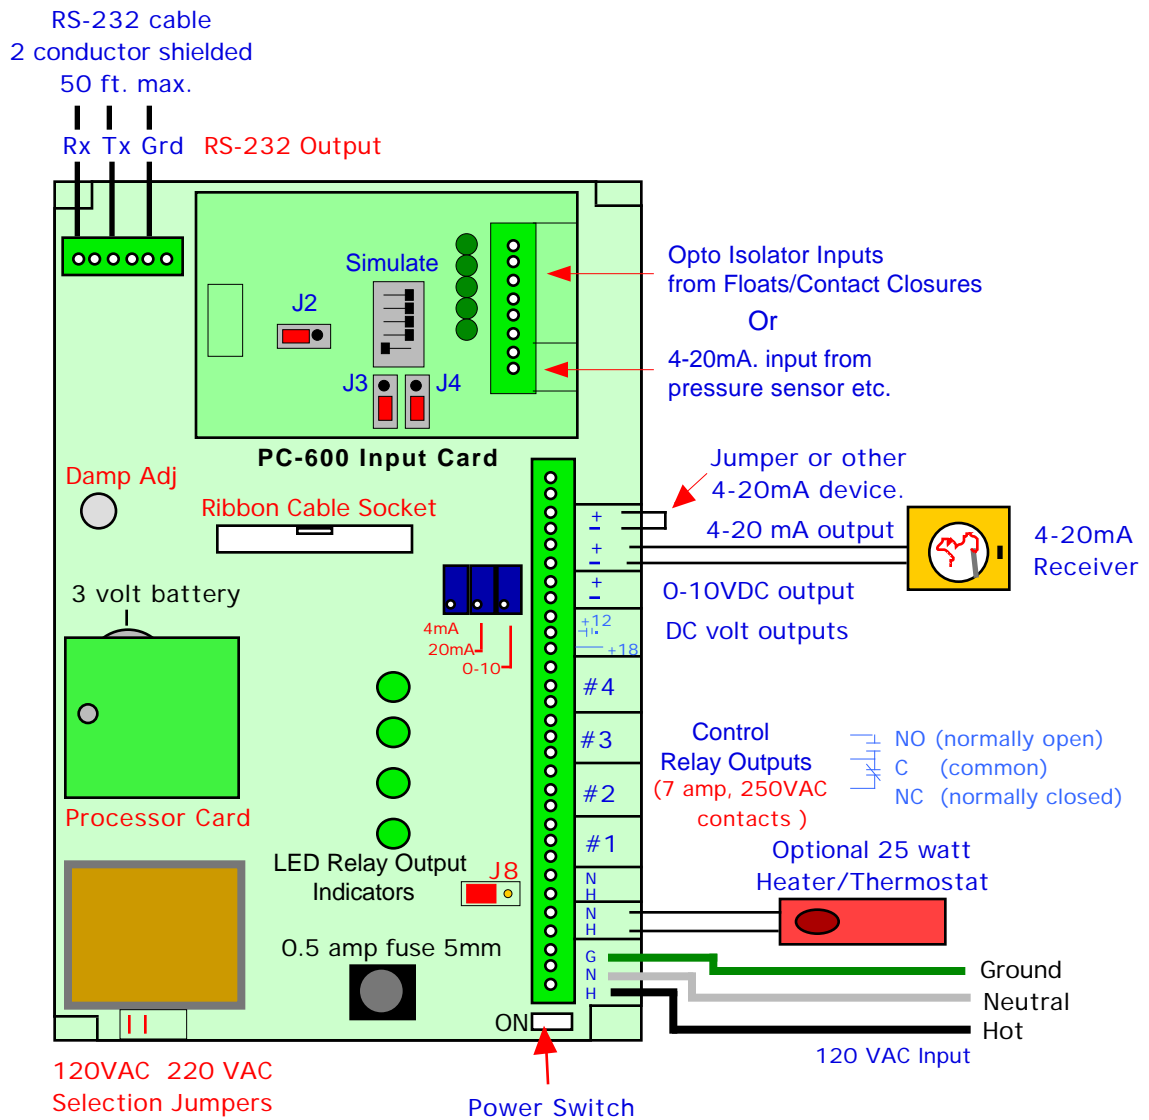 RS-232 cable
2 conductor shielded
50 ft. max.
Rx Tx Grd
RS-232 Output
Simulate
J2
J3
J4
PC-600 Input Card
Opto Isolator Inputs
from Floats/Contact Closures
Or
4-20mA. input from
pressure sensor etc.
Damp Adj
Ribbon Cable Socket
Jumper or other
4-20mA device.
+
-
4-20 mA output
+
-
4-20mA
Receiver
3 volt battery
+
-
0-10VDC output
4mA
20mA
0-10
+12
+18
DC volt outputs
#4
#3
#2
#1
Control
Relay Outputs
(7 amp, 250VAC
contacts )
NO (normally open)
C (common)
NC (normally closed)
Processor Card
LED Relay Output
Indicators
J8
N
H
N
H
Optional 25 watt
Heater/Thermostat
0.5 amp fuse 5mm
G
N
H
Ground
Neutral
Hot
120 VAC Input
ON
120VAC 220 VAC
Selection Jumpers
Power Switch